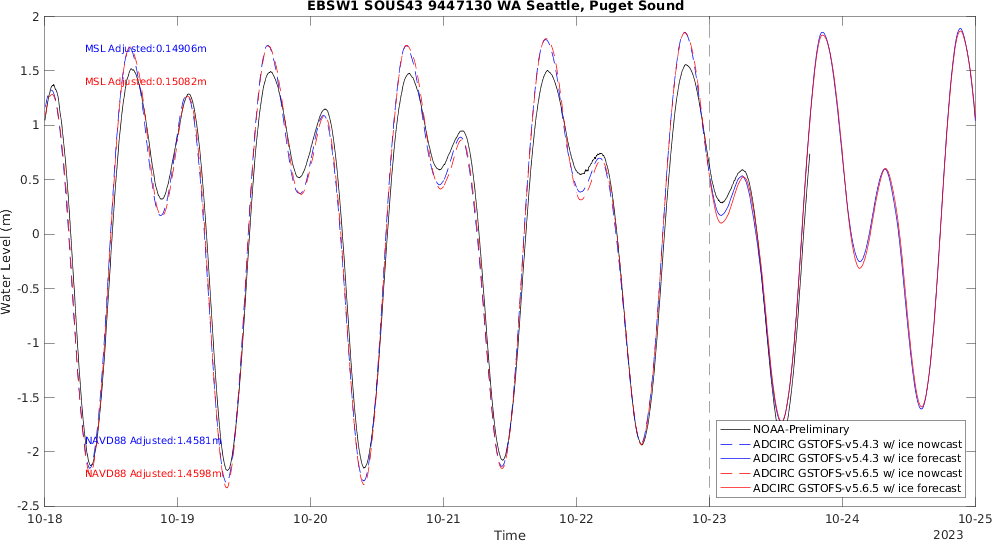 EBSW1 SOUS43 9447130 WA Seattle, Puget Sound
2
1.5
1
0.5
0
-0.5
-1
-1.5
-2
-2.5
Water Level (m)
MSL Adjusted:0.14906m
MSL Adjusted:0.15082m
NAVD88 Adjusted:1.4581m
NAVD88 Adjusted:1.4598m
NOAA-Preliminary
ADCIRC GSTOFS-v5.4.3 w/ ice nowcast
ADCIRC GSTOFS-v5.4.3 w/ ice forecast
ADCIRC GSTOFS-v5.6.5 w/ ice nowcast
ADCIRC GSTOFS-v5.6.5 w/ ice forecast
10-18 10-19 10-20 10-21 10-22 10-23 10-24 10-25
Time
2023